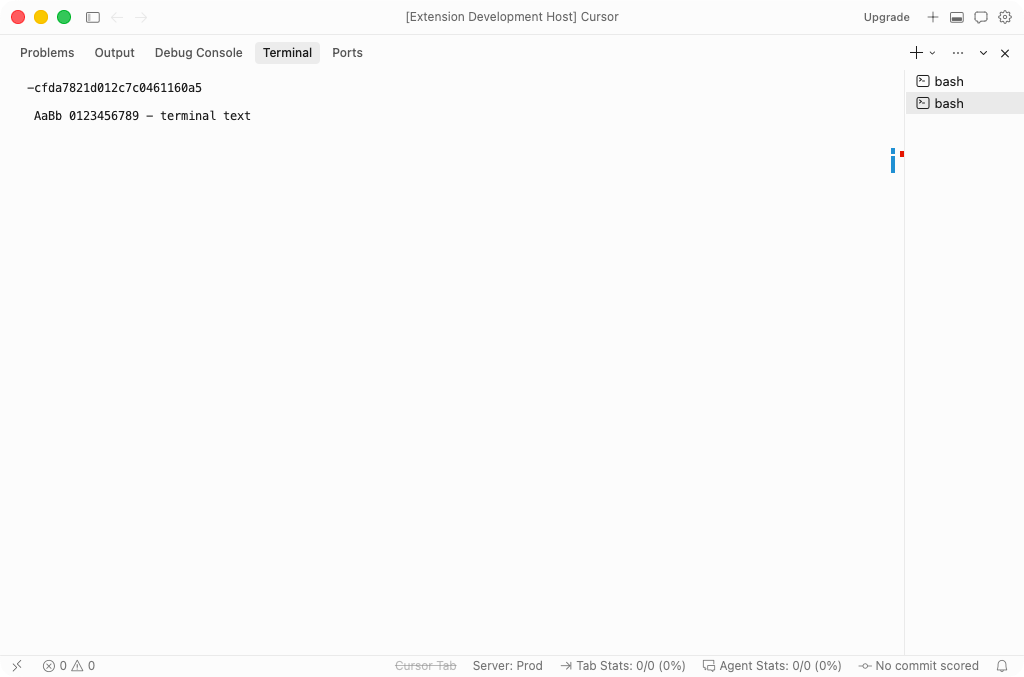 [Extension Development Host] Cursor
Upgrade
Problems Output Debug Console Terminal Ports
-cfda7821d012c7c0461160a5
AaBb 0123456789 - terminal text
bash
bash
0 0 Cursor Tab Server: Prod Tab Stats: 0/0 (0%) Agent Stats: 0/0 (0%) No commit scored